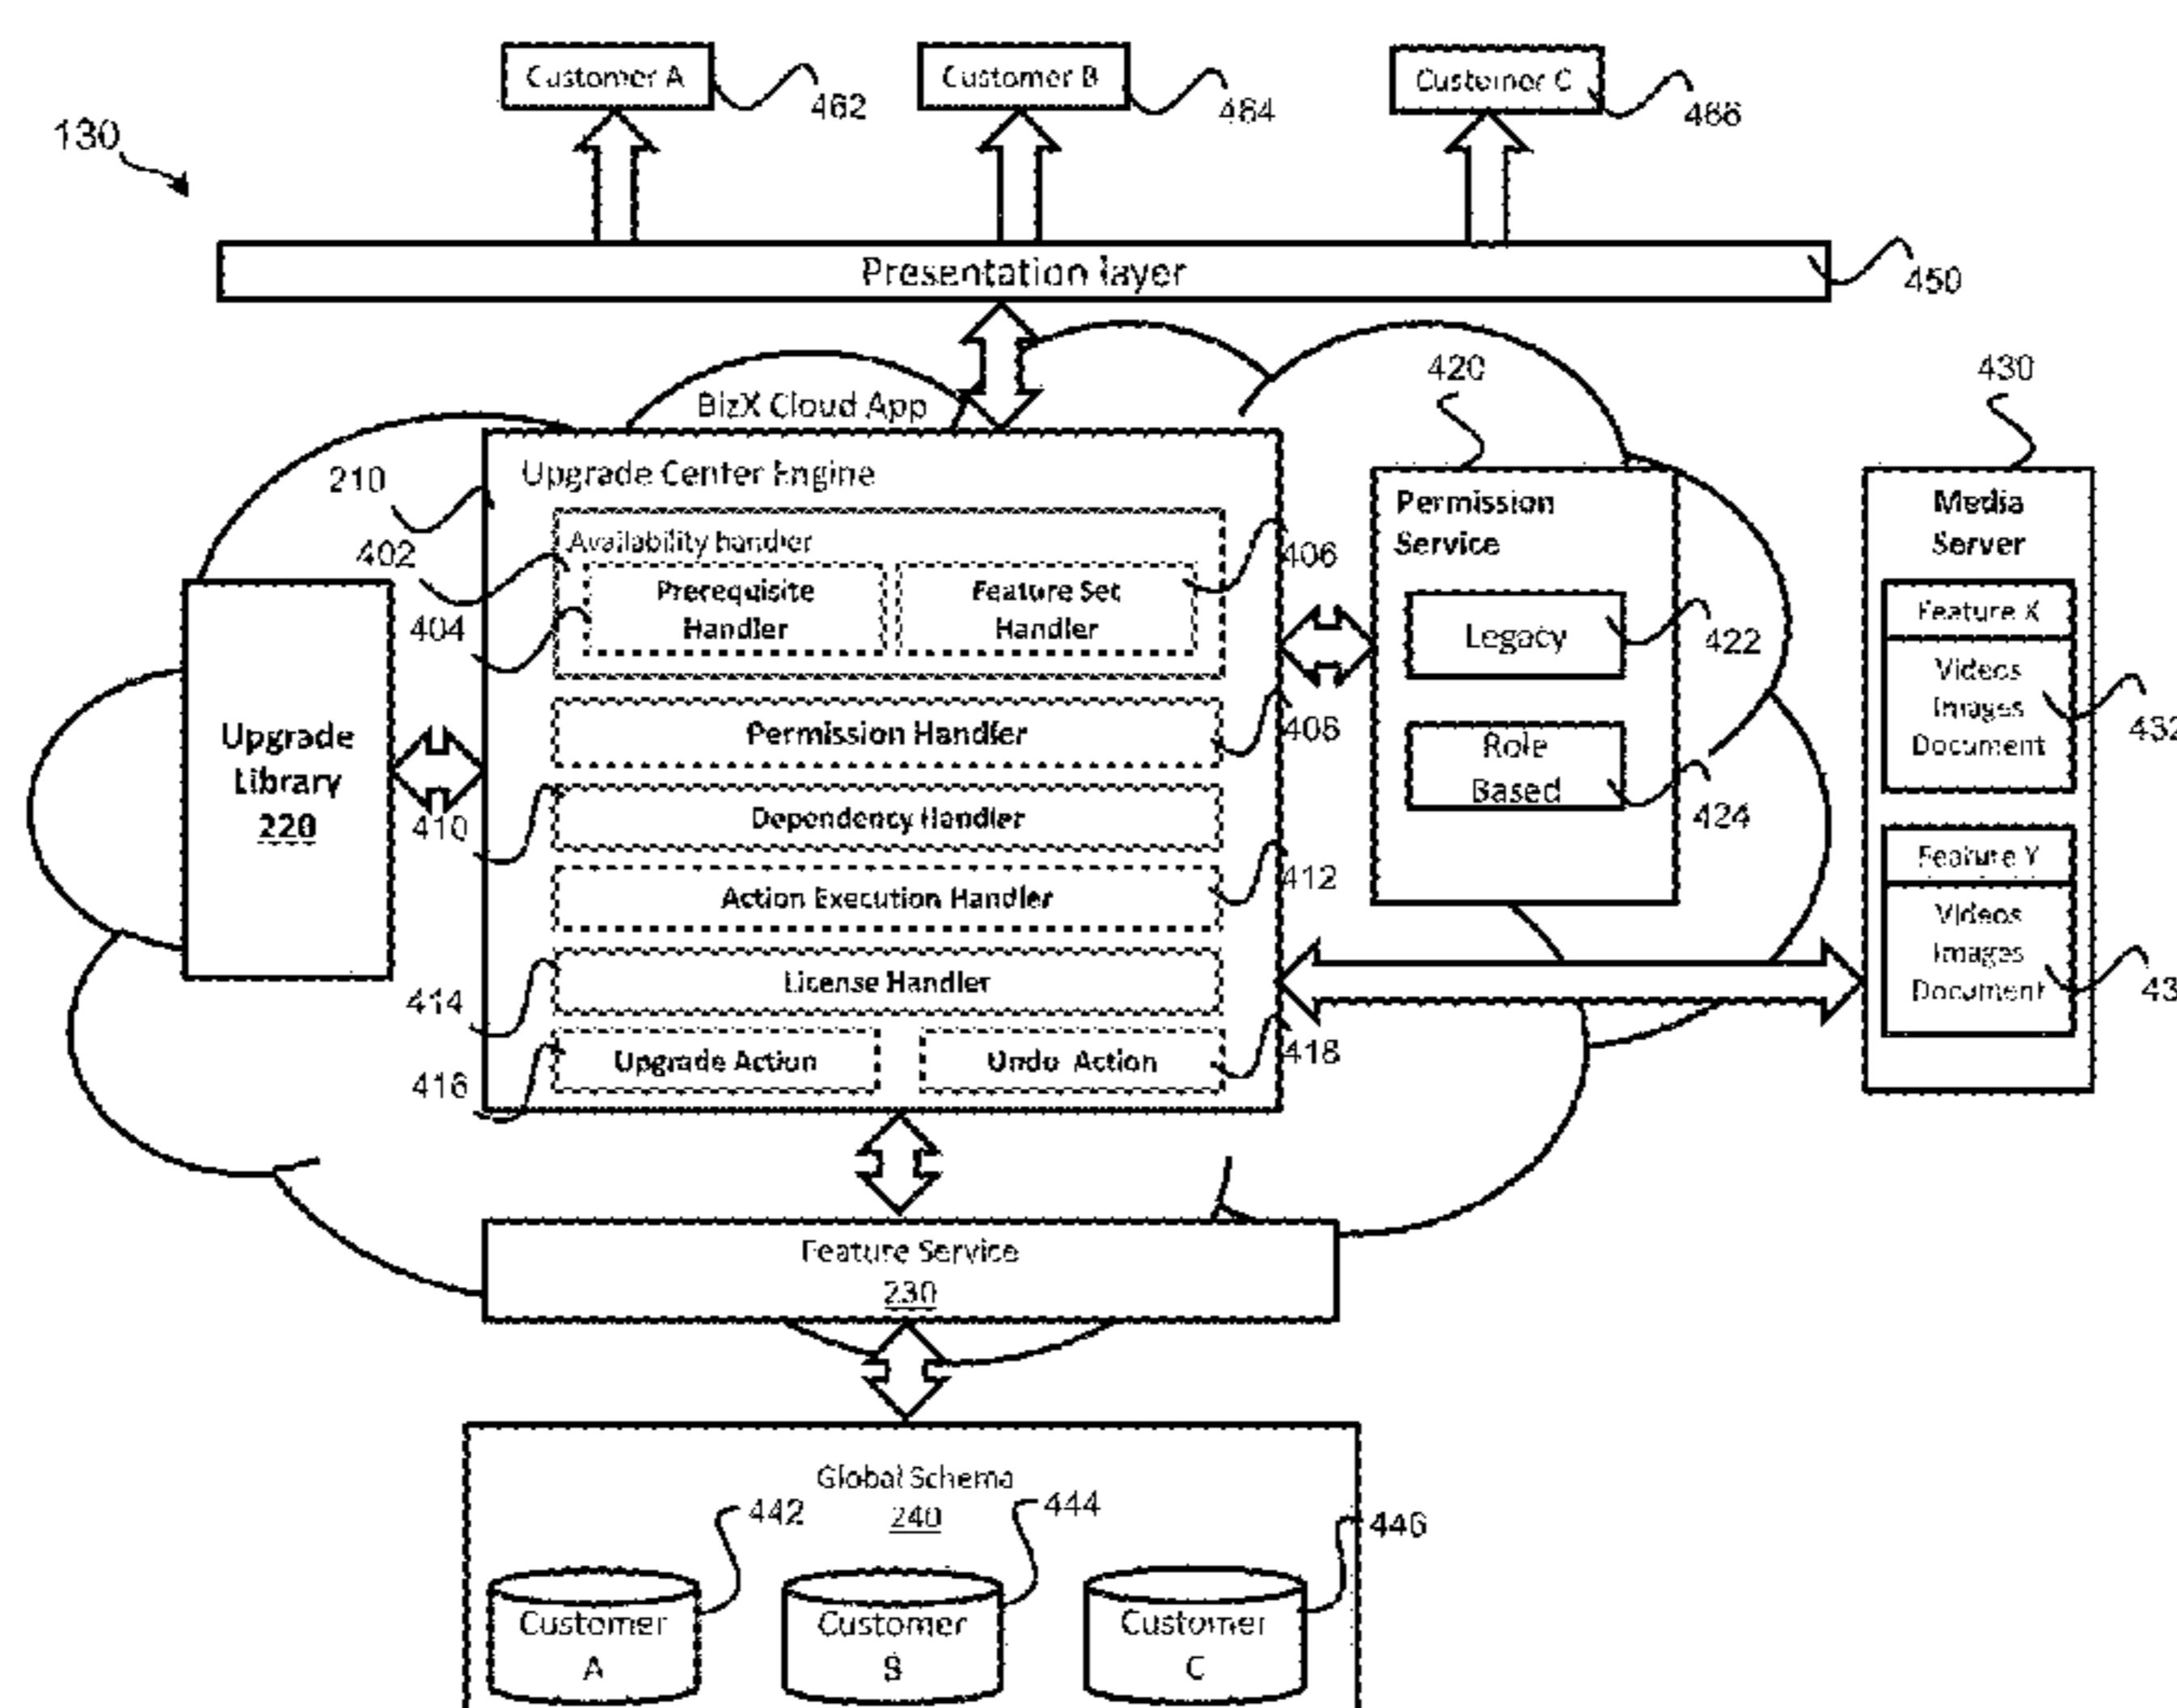 Customer A
462
Customer B
464
Customer C
466
130
Presentation layer
450
BizX Cloud App
420
430
210
Upgrade Center Engine
402
Availability handler
404
Prerequisite
Handler
Feature Set
Handler
406
Permission
Service
Legacy
422
Role
Based
424
Media
Server
Feature X
Videos
Images
Document
432
Feature Y
Videos
Images
Document
Upgrade
Library
220
Permission Handler
408
410
Dependency Handler
Action Execution Handler
412
414
License Handler
416
Upgrade Action
Undo Action
418
Feature Service
230
Global Schema
240
442
444
446
Customer
A
Customer
B
Customer
C